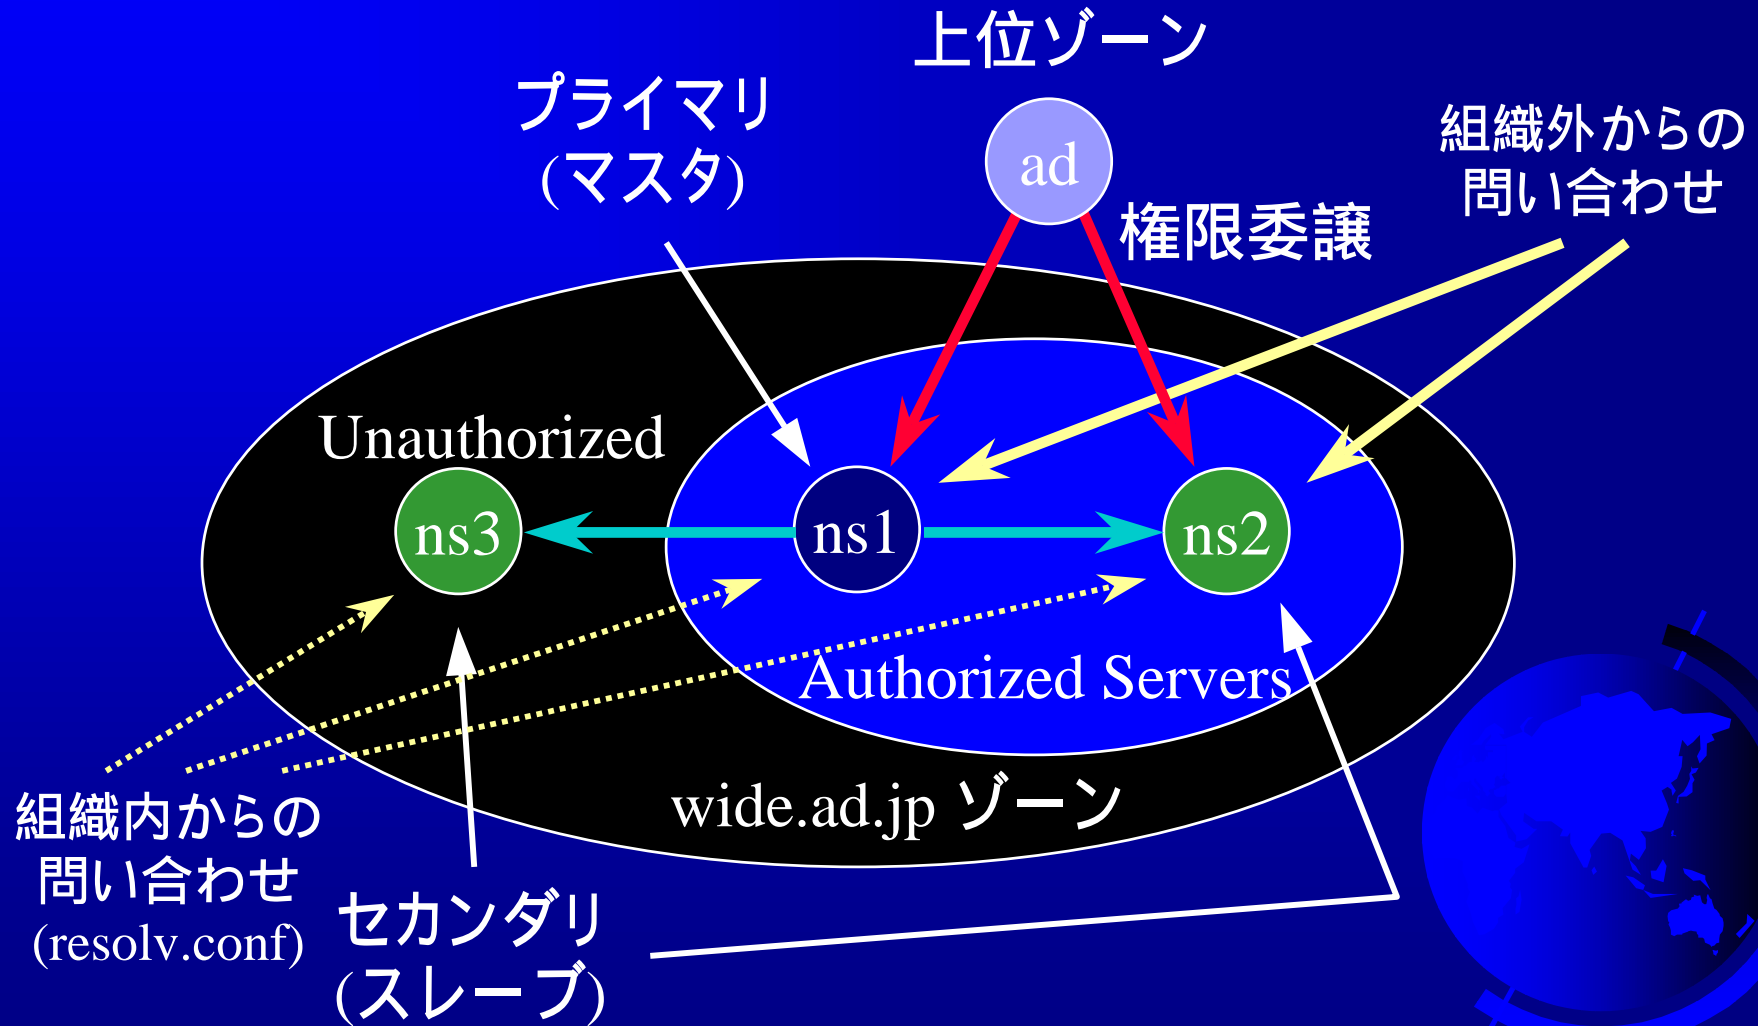 上位ゾーン
プライマリ
(マスタ)
ad
組織外からの
問い合わせ
権限委譲
Unauthorized
ns3
ns1
ns2
Authorized Servers
wide.ad.jp ゾーン
組織内からの
問い合わせ
(resolv.conf)
セカンダリ
(スレーブ)